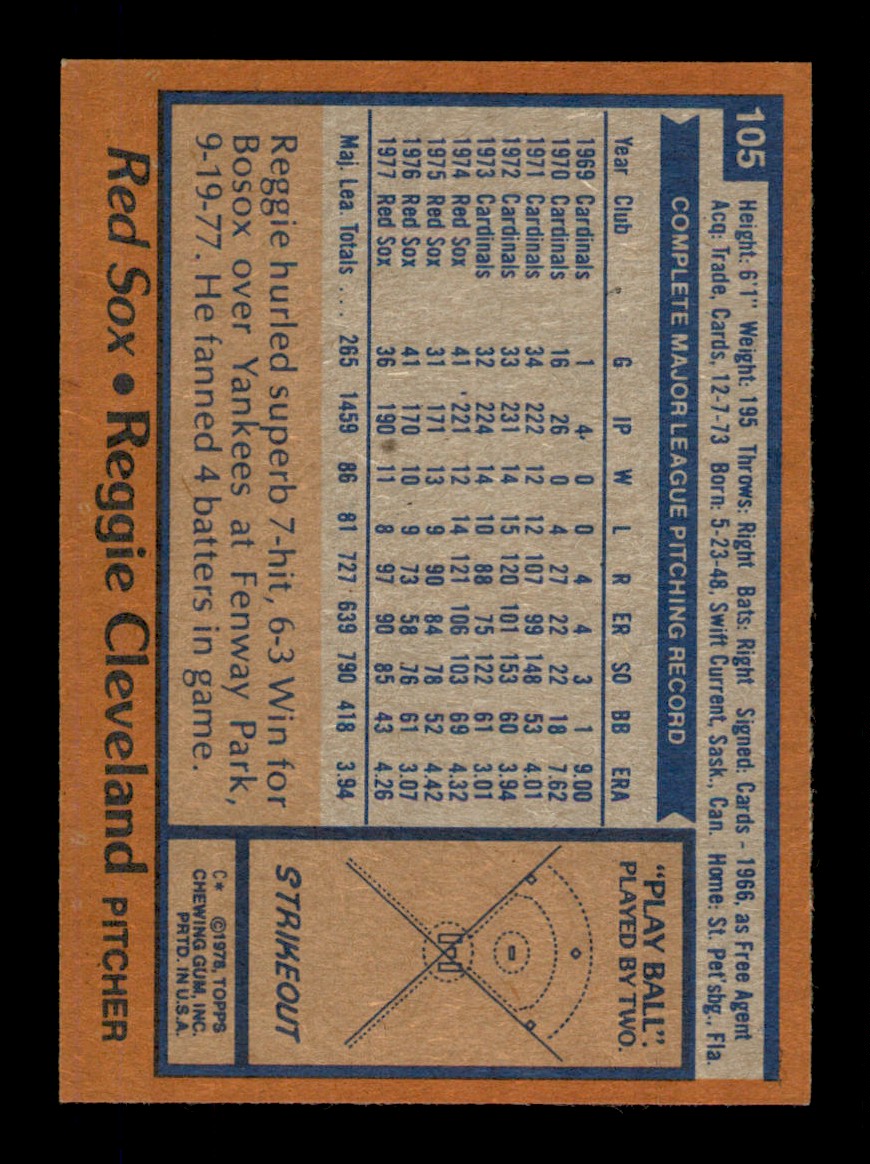 105
Height: 6'1" Weight: 195 Throws: Right Bats: Right Signed: Cards - 1966, as Free Agent
Acq: Trade, Cards, 12-7-73 Born: 5-23-48, Swift Current, Sask., Can. Home: St. Pet'sbg., Fla.
COMPLETE MAJOR LEAGUE PITCHING RECORD
Year Club G IP W L R ER SO BB ERA
1969 Cardinals 1 4 0 0 4 4 3 1 9.00
1970 Cardinals 16 26 0 4 27 22 22 18 7.62
1971 Cardinals 34 222 12 12 107 99 148 53 4.01
1972 Cardinals 33 231 14 15 120 101 153 60 3.94
1973 Cardinals 32 224 14 10 88 75 122 61 3.01
1974 Red Sox 41 221 12 14 121 106 103 69 4.32
1975 Red Sox 31 171 13 9 90 84 78 52 4.42
1976 Red Sox 41 170 10 9 73 58 76 61 3.07
1977 Red Sox 36 190 11 8 97 90 85 43 4.26
Maj. Lea. Totals ... 265 1459 86 81 727 639 790 418 3.94
Reggie hurled superb 7-hit, 6-3 Win for
Bosox over Yankees at Fenway Park,
9-19-77. He fanned 4 batters in game.
"PLAY BALL":
PLAYED BY TWO.
STRIKEOUT
C* ©1978, TOPPS
CHEWING GUM, INC.
PRTD. IN U.S.A.
Red Sox • Reggie Cleveland PITCHER